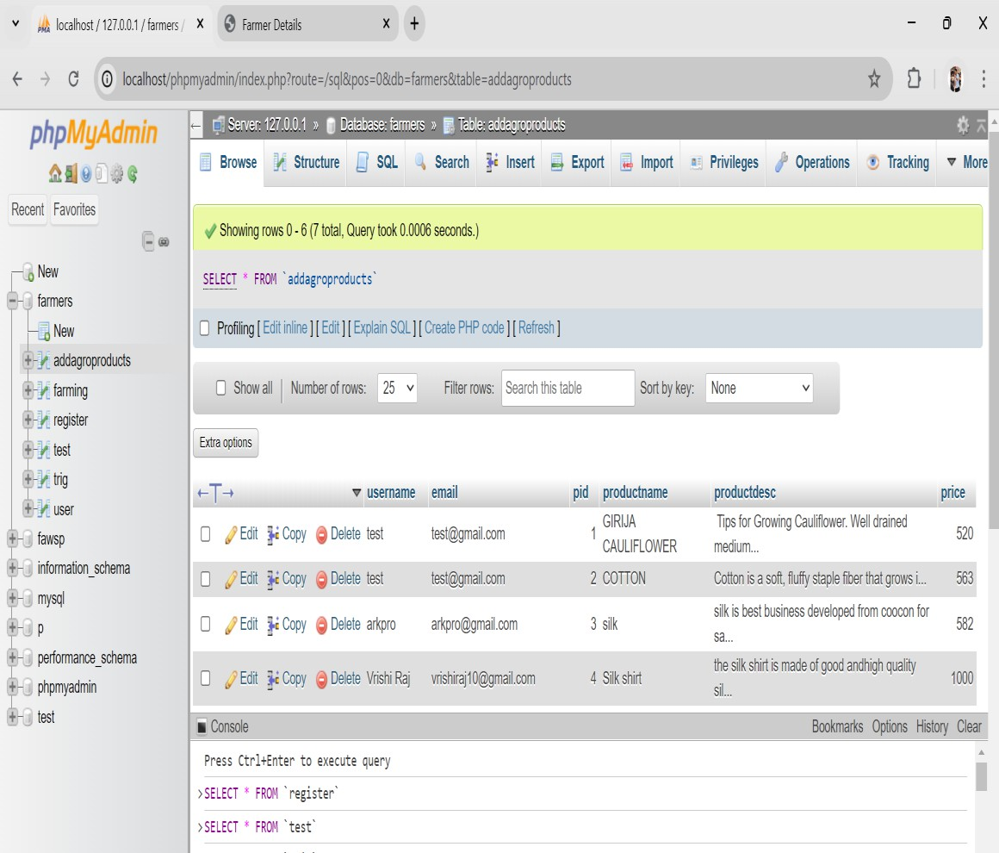 localhost / 127.0.0.1 / farmers /
Farmer Details
localhost/phpmyadmin/index.php?route=/sql&pos=0&db=farmers&table=addagroproducts
phpMyAdmin
Recent Favorites
New
farmers
New
addagroproducts
farming
register
test
trig
user
fawsp
information_schema
mysql
p
performance_schema
phpmyadmin
test
Server: 127.0.0.1 » Database: farmers » Table: addagroproducts
Browse Structure SQL Search Insert Export Import Privileges Operations Tracking More
Showing rows 0 - 6 (7 total, Query took 0.0006 seconds.)
SELECT * FROM `addagroproducts`
Profiling [ Edit inline ] [ Edit ] [ Explain SQL ] [ Create PHP code ] [ Refresh ]
Show all Number of rows: 25 Filter rows: Search this table Sort by key: None
Extra options
←T→ username email pid productname productdesc price
Edit Copy Delete test test@gmail.com 1 GIRIJA CAULIFLOWER Tips for Growing Cauliflower. Well drained medium... 520
Edit Copy Delete test test@gmail.com 2 COTTON Cotton is a soft, fluffy staple fiber that grows i... 563
Edit Copy Delete arkpro arkpro@gmail.com 3 silk silk is best business developed from coocon for sa... 582
Edit Copy Delete Vrishi Raj vrishiraj10@gmail.com 4 Silk shirt the silk shirt is made of good andhigh quality sil... 1000
Console Bookmarks Options History Clear
Press Ctrl+Enter to execute query
>SELECT * FROM `register`
>SELECT * FROM `test`